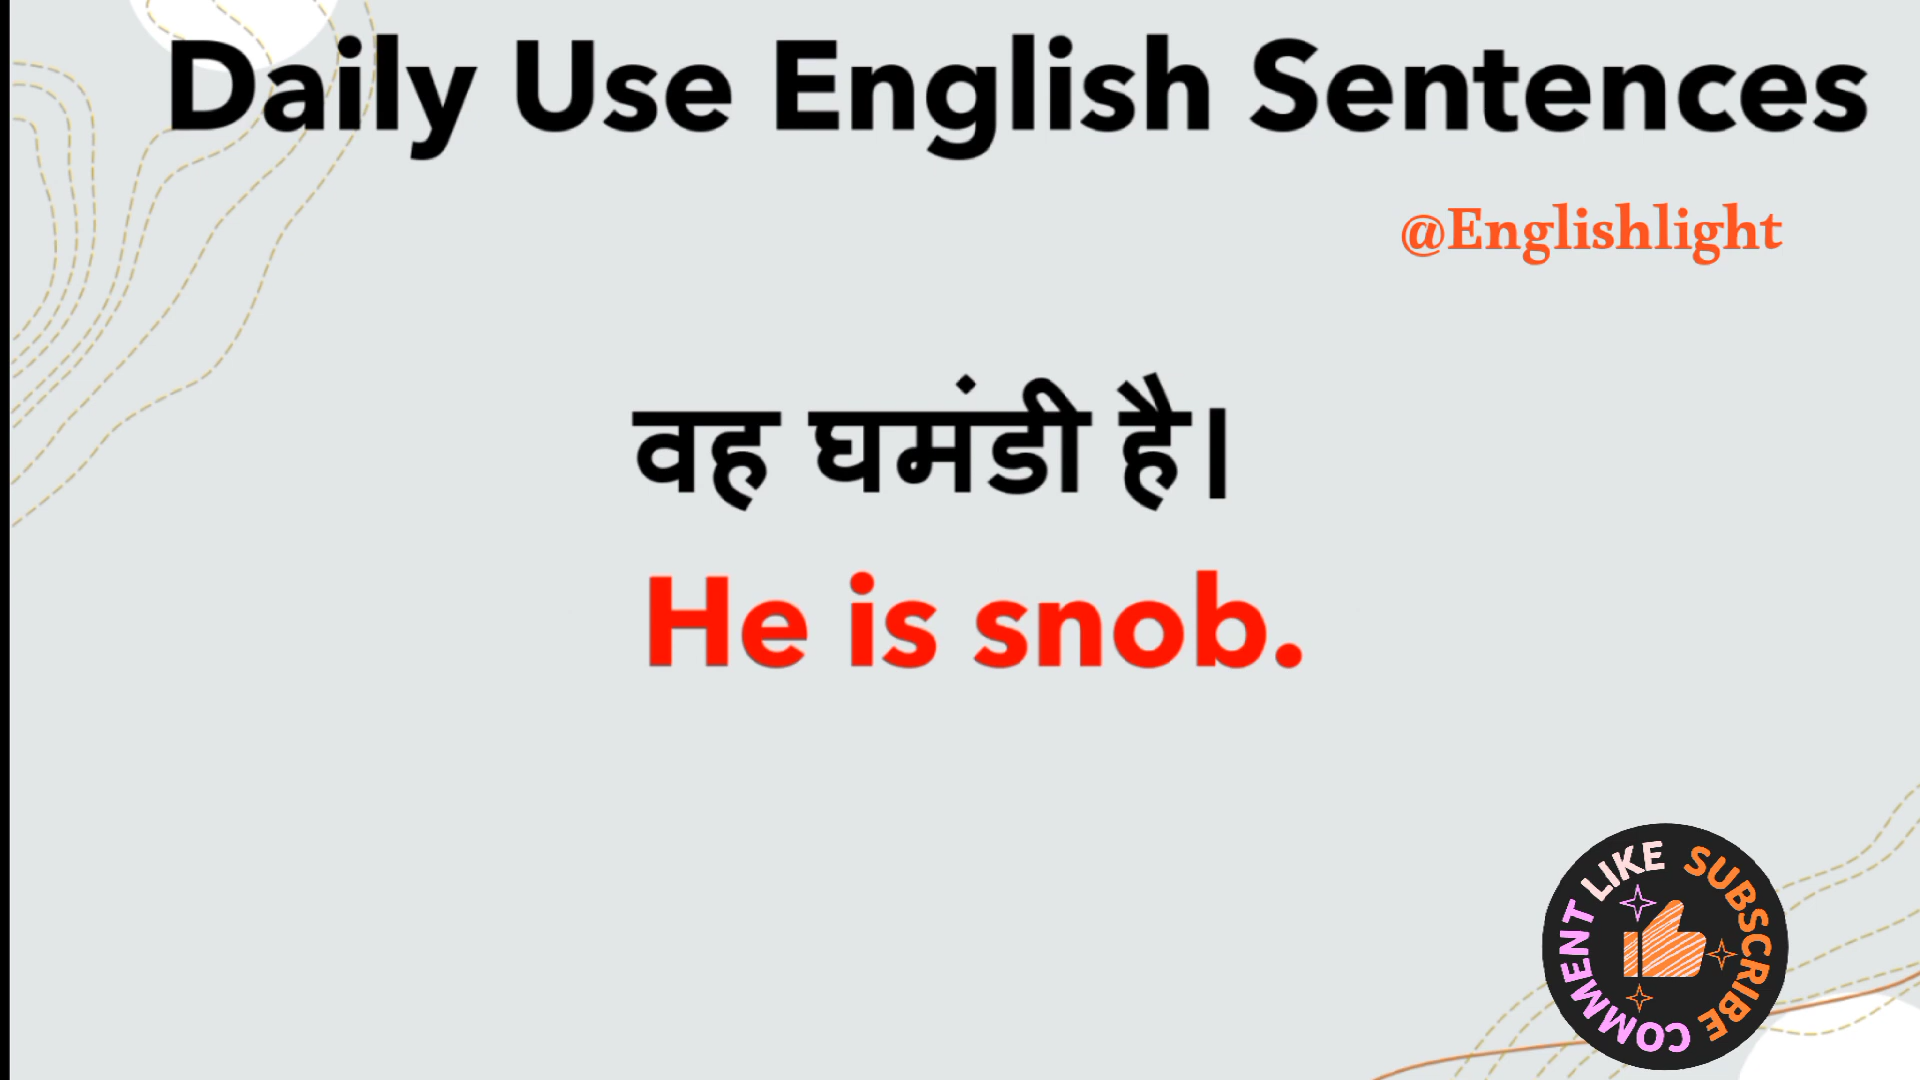 Daily Use English Sentences
@Englishlight
वह घमंडी है।
He is snob.
LIKE SUBSCRIBE COMMENT